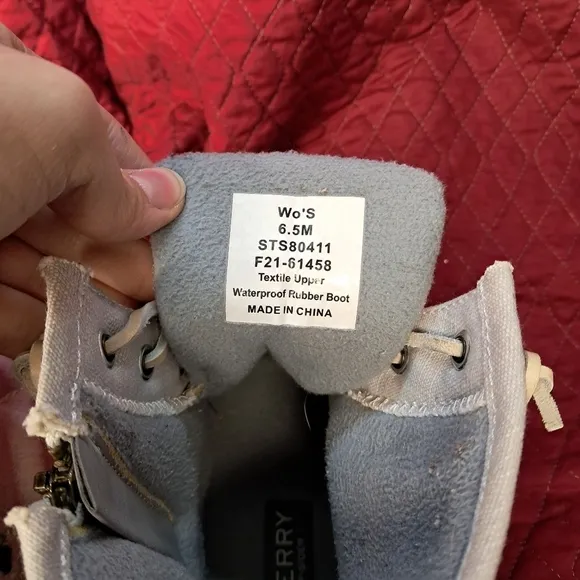 Wo'S
6.5M
STS80411
F21-61458
Textile Upper
Waterproof Rubber Boot
MADE IN CHINA
ERRY